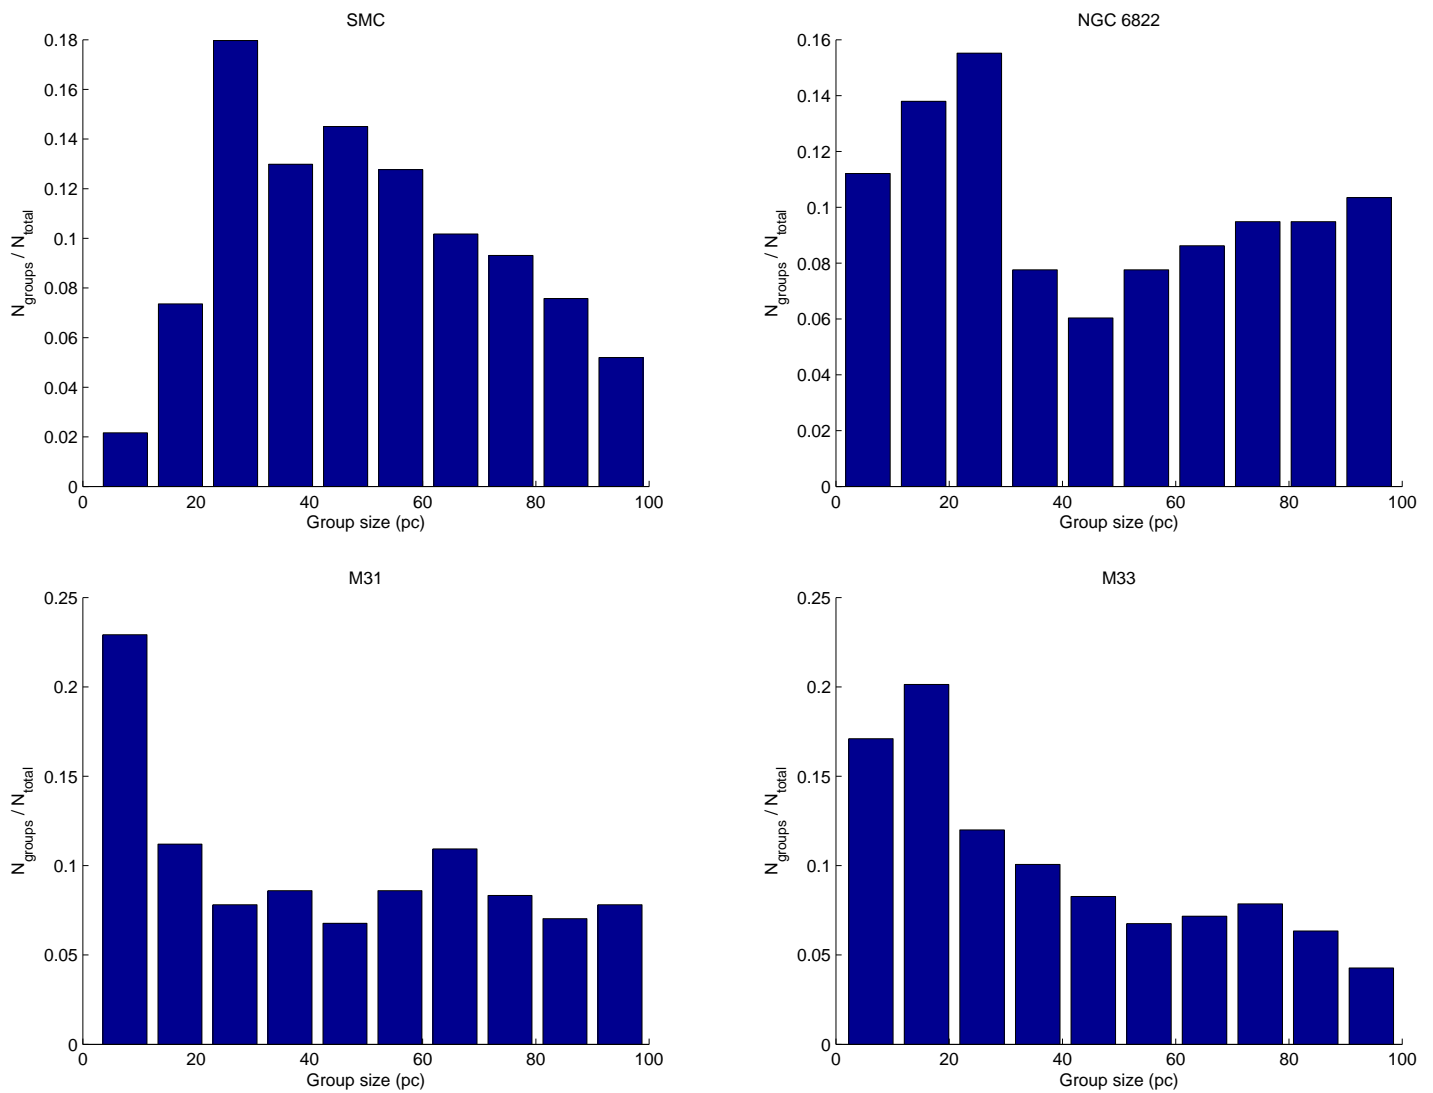 SMC
0.18
0.16
0.14
0.12
0.1
0.08
0.06
0.04
0.02
0
N_groups / N_total
0 20 40 60 80 100
Group size (pc)
NGC 6822
0.16
0.14
0.12
0.1
0.08
0.06
0.04
0.02
0
N_groups / N_total
0 20 40 60 80 100
Group size (pc)
M31
0.25
0.2
0.15
0.1
0.05
0
N_groups / N_total
0 20 40 60 80 100
Group size (pc)
M33
0.25
0.2
0.15
0.1
0.05
0
N_groups / N_total
0 20 40 60 80 100
Group size (pc)